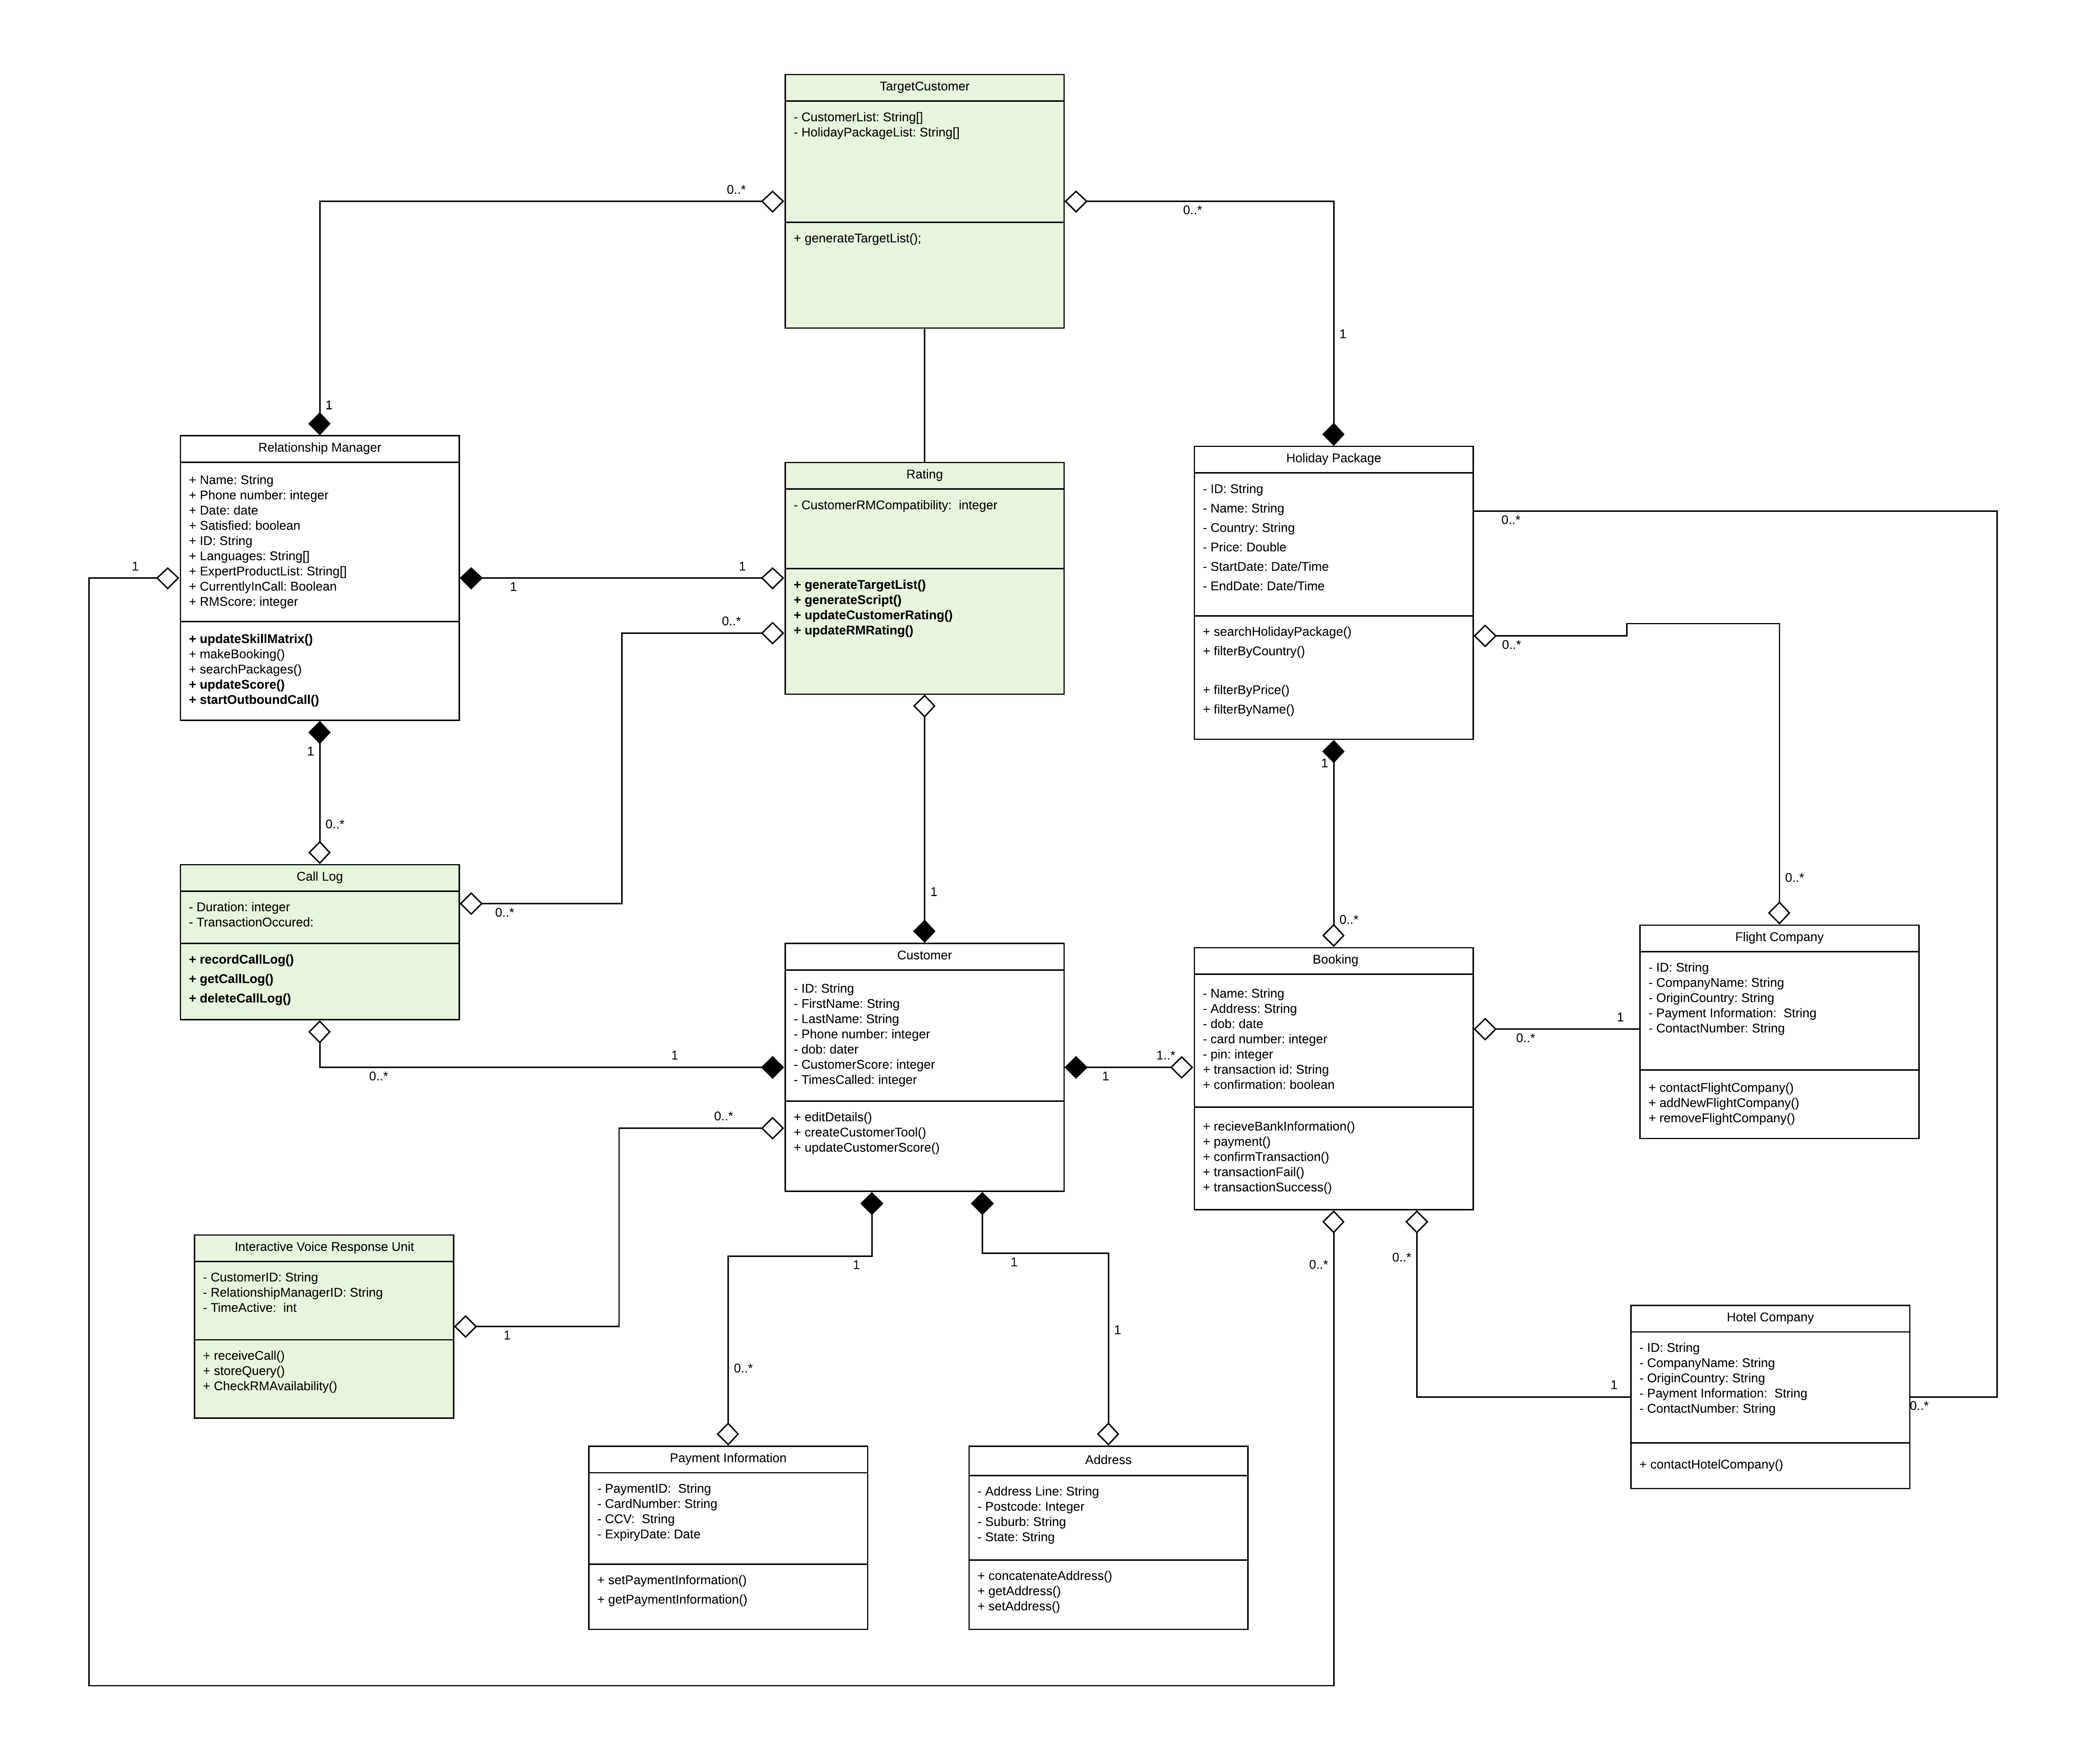 TargetCustomer
- CustomerList: String[]
- HolidayPackageList: String[]
+ generateTargetList();
0..*
0..*
1
1
Relationship Manager
+ Name: String
+ Phone number: integer
+ Date: date
+ Satisfied: boolean
+ ID: String
+ Languages: String[]
+ ExpertProductList: String[]
+ CurrentlyInCall: Boolean
+ RMScore: integer
+ updateSkillMatrix()
+ makeBooking()
+ searchPackages()
+ updateScore()
+ startOutboundCall()
1
1
1
0..*
Rating
- CustomerRMCompatibility:  integer
+ generateTargetList()
+ generateScript()
+ updateCustomerRating()
+ updateRMRating()
Holiday Package
- ID: String
- Name: String
- Country: String
- Price: Double
- StartDate: Date/Time
- EndDate: Date/Time
+ searchHolidayPackage()
+ filterByCountry()
+ filterByPrice()
+ filterByName()
0..*
0..*
1
0..*
1
0..*
Call Log
- Duration: integer
- TransactionOccured:
+ recordCallLog()
+ getCallLog()
+ deleteCallLog()
0..*
0..*
1
1
Customer
- ID: String
- FirstName: String
- LastName: String
- Phone number: integer
- dob: dater
- CustomerScore: integer
- TimesCalled: integer
+ editDetails()
+ createCustomerTool()
+ updateCustomerScore()
1
1..*
0..*
Booking
- Name: String
- Address: String
- dob: date
- card number: integer
- pin: integer
+ transaction id: String
+ confirmation: boolean
+ recieveBankInformation()
+ payment()
+ confirmTransaction()
+ transactionFail()
+ transactionSuccess()
0..*
1
0..*
Flight Company
- ID: String
- CompanyName: String
- OriginCountry: String
- Payment Information:  String
- ContactNumber: String
+ contactFlightCompany()
+ addNewFlightCompany()
+ removeFlightCompany()
Interactive Voice Response Unit
- CustomerID: String
- RelationshipManagerID: String
- TimeActive:  int
+ receiveCall()
+ storeQuery()
+ CheckRMAvailability()
1
0..*
1
1
0..*
1
0..*
0..*
1
0..*
Hotel Company
- ID: String
- CompanyName: String
- OriginCountry: String
- Payment Information:  String
- ContactNumber: String
+ contactHotelCompany()
Payment Information
- PaymentID:  String
- CardNumber: String
- CCV:  String
- ExpiryDate: Date
+ setPaymentInformation()
+ getPaymentInformation()
Address
- Address Line: String
- Postcode: Integer
- Suburb: String
- State: String
+ concatenateAddress()
+ getAddress()
+ setAddress()